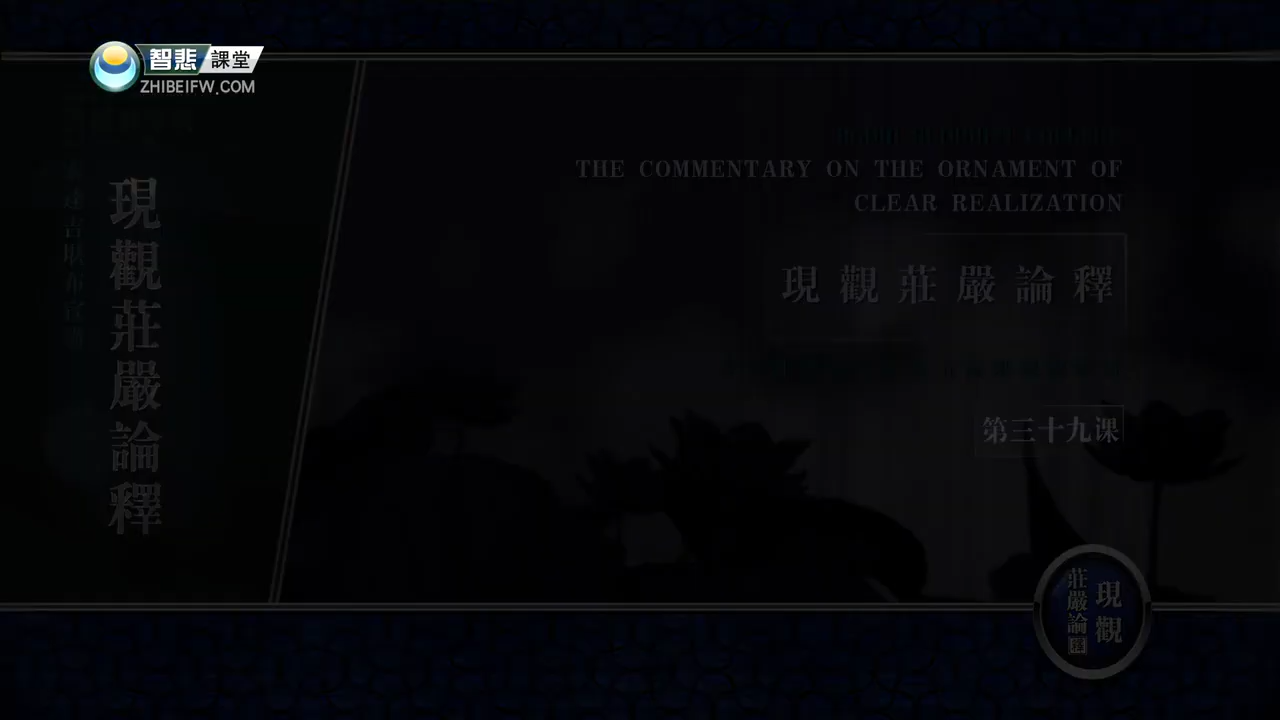 智悲課堂
ZHIBEIFW.COM
現觀莊嚴論釋
THE COMMENTARY ON THE ORNAMENT OF
CLEAR REALIZATION
現觀莊嚴論釋
第三十九课
現觀
莊嚴論釋